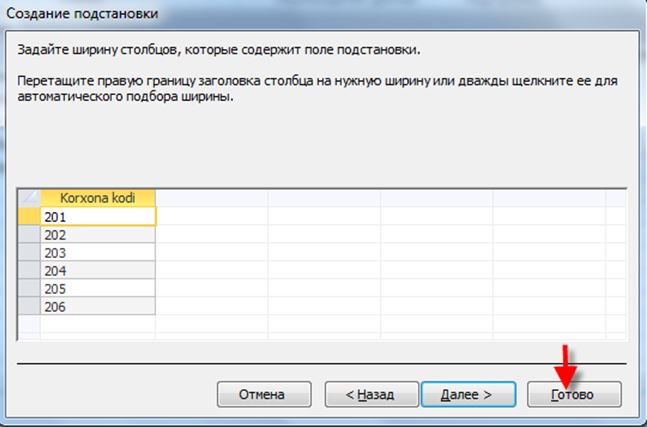 Создание подстановки
Задайте ширину столбцов, которые содержит поле подстановки.
Перетащите правую границу заголовка столбца на нужную ширину или дважды щелкните ее для
автоматического подбора ширины.
Korxona kodi
201
202
203
204
205
206
Отмена < Назад Далее > Готово